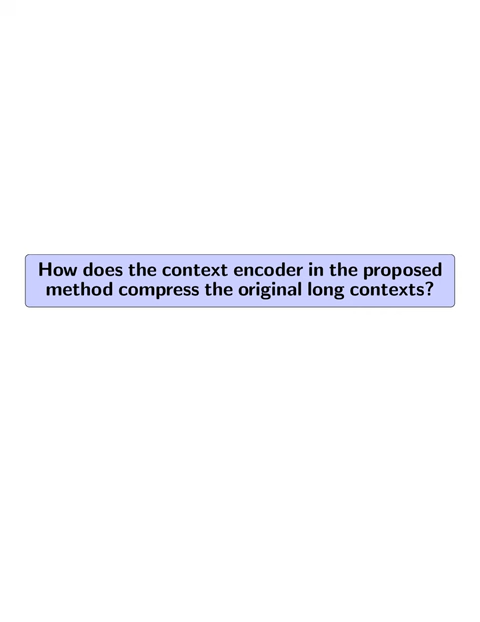 How does the context encoder in the proposed
method compress the original long contexts?